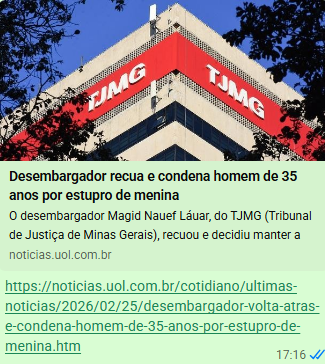 TJMG TJMG
Desembargador recua e condena homem de 35
anos por estupro de menina
O desembargador Magid Nauef Láuar, do TJMG (Tribunal
de Justiça de Minas Gerais), recuou e decidiu manter a
noticias.uol.com.br
https://noticias.uol.com.br/cotidiano/ultimas-
noticias/2026/02/25/desembargador-volta-atras-
e-condena-homem-de-35-anos-por-estupro-de-
menina.htm
17:16